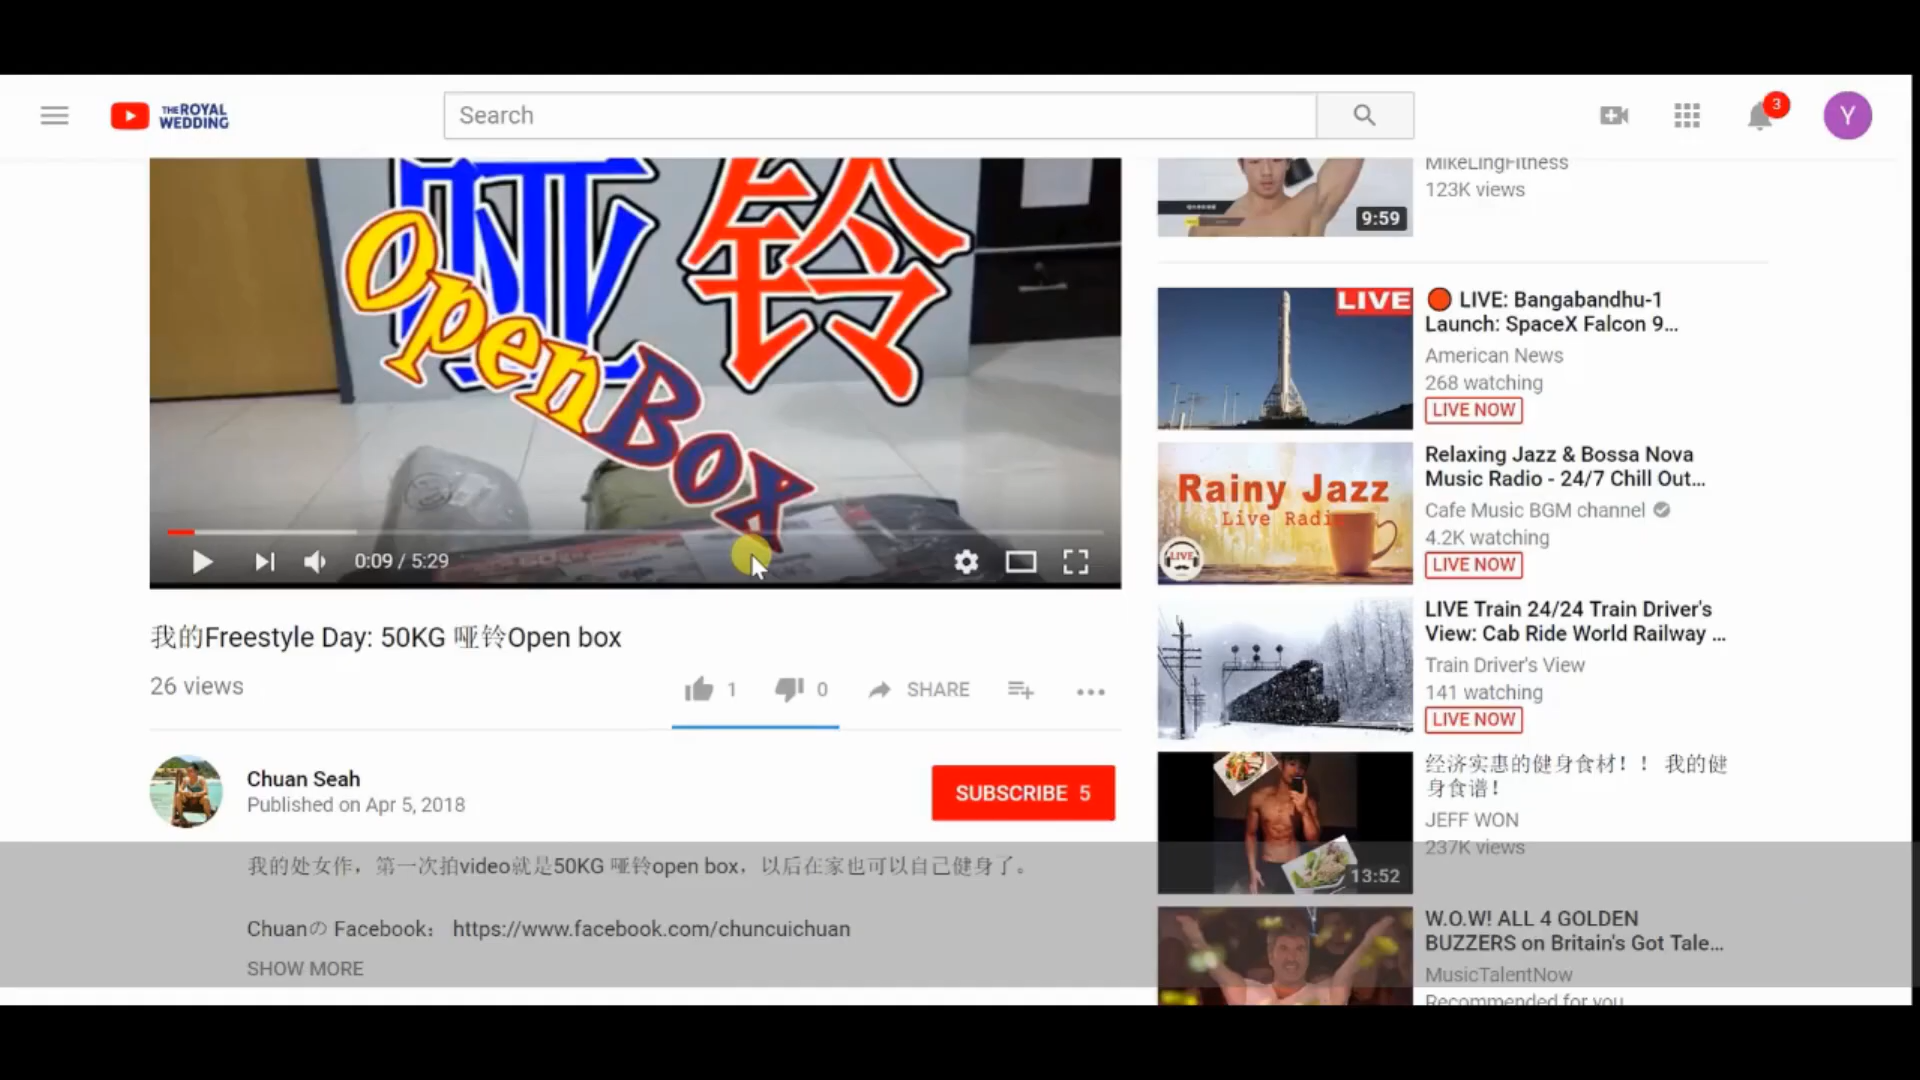 THE ROYAL
WEDDING
Search
3
Y
哑铃
Open Box
0:09 / 5:29
我的Freestyle Day: 50KG 哑铃Open box
26 views
1
0
SHARE
Chuan Seah
Published on Apr 5, 2018
SUBSCRIBE 5
我的处女作，第一次拍video就是50KG 哑铃open box，以后在家也可以自己健身了。
Chuanの Facebook： https://www.facebook.com/chuncuichuan
SHOW MORE
MikeLingFitness
123K views
9:59
LIVE
LIVE: Bangabandhu-1
Launch: SpaceX Falcon 9...
American News
268 watching
LIVE NOW
Rainy Jazz
Live Radio
LIVE
Relaxing Jazz & Bossa Nova
Music Radio - 24/7 Chill Out...
Cafe Music BGM channel
4.2K watching
LIVE NOW
LIVE Train 24/24 Train Driver's
View: Cab Ride World Railway ...
Train Driver's View
141 watching
LIVE NOW
13:52
经济实惠的健身食材！！ 我的健
身食谱！
JEFF WON
237K views
W.O.W! ALL 4 GOLDEN
BUZZERS on Britain's Got Tale...
MusicTalentNow
Recommended for you